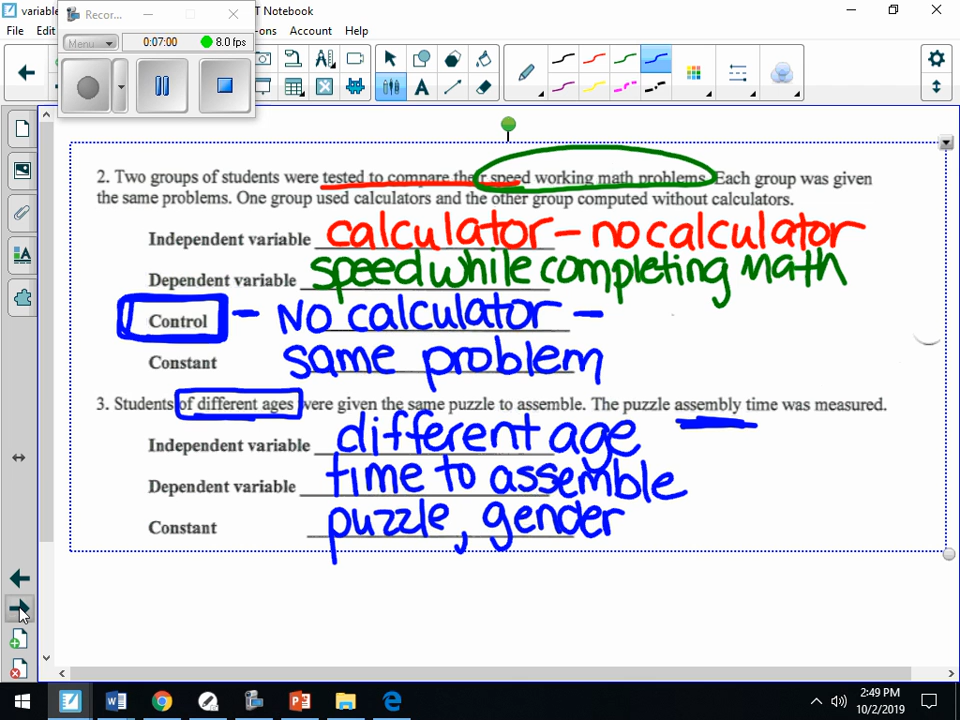 variable
Recor...
T Notebook
File Edi
-ons Account Help
Menu
0:07:00
8.0 fps
2. Two groups of students were tested to compare their speed working math problems. Each group was given
the same problems. One group used calculators and the other group computed without calculators.
Independent variable calculator - no calculator
Dependent variable speed while completing Math
Control - No calculator -
Constant same problem
3. Students of different ages were given the same puzzle to assemble. The puzzle assembly time was measured.
Independent variable different age
Dependent variable time to assemble
Constant puzzle, gender
2:49 PM
10/2/2019